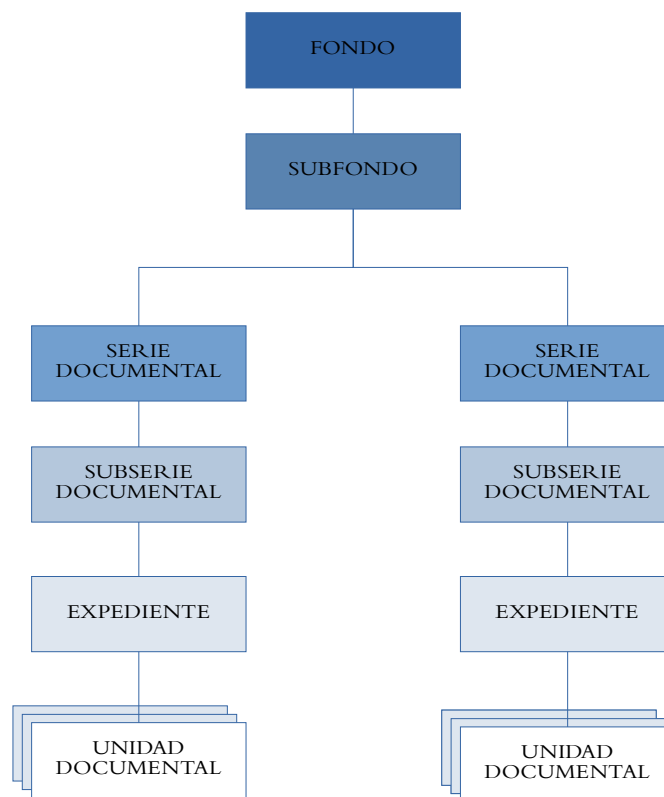 FONDO
SUBFONDO
SERIE
DOCUMENTAL
SERIE
DOCUMENTAL
SUBSERIE
DOCUMENTAL
SUBSERIE
DOCUMENTAL
EXPEDIENTE
EXPEDIENTE
UNIDAD
DOCUMENTAL
UNIDAD
DOCUMENTAL